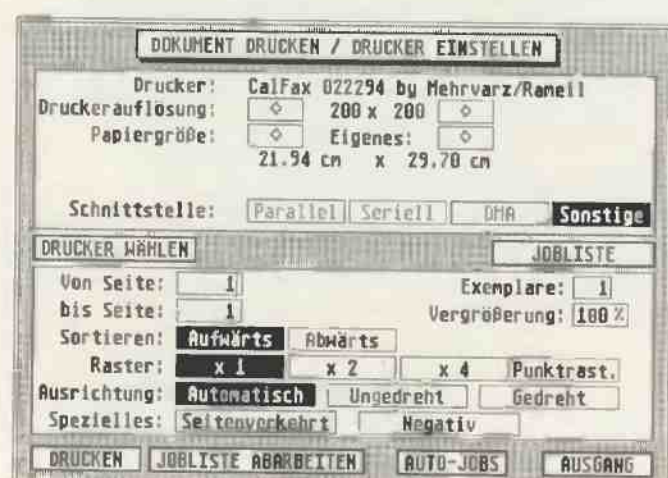 DOKUMENT DRUCKEN / DRUCKER EINSTELLEN
Drucker: CalFax 022294 by Mehrvarz/Rameil
Druckerauflösung: 200 x 200
Papiergröße: Eigenes:
21.94 cm x 29.70 cm
Schnittstelle: Parallel Seriell DMA Sonstige
DRUCKER WÄHLEN JOBLISTE
Von Seite: 1 Exemplare: 1
bis Seite: 1 Vergrößerung: 100 %
Sortieren: Aufwärts Abwärts
Raster: x 1 x 2 x 4 Punktrast.
Ausrichtung: Automatisch Ungedreht Gedreht
Spezielles: Seitenverkehrt Negativ
DRUCKEN JOBLISTE ABARBEITEN AUTO-JOBS AUSGANG